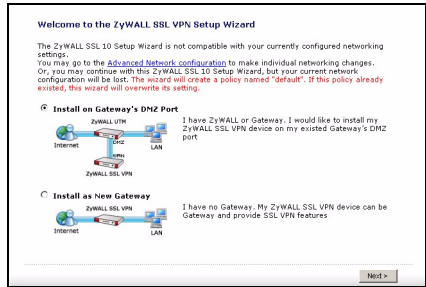 Welcome to the ZyWALL SSL VPN Setup Wizard
The ZyWALL SSL 10 Setup Wizard is not compatible with your currently configured networking
settings.
You may go to the Advanced Network configuration to make individual networking changes.
Or, you may continue with this ZyWALL SSL 10 Setup Wizard, but your current network
configuration will be lost. The wizard will create a policy named "default". If this policy already
existed, this wizard will overwrite its setting.
Install on Gateway's DMZ Port
ZyWALL UTM
DMZ
Internet
LAN
VPN
ZyWALL SSL VPN
I have ZyWALL or Gateway. I would like to install my
ZyWALL SSL VPN device on my existed Gateway's DMZ
port
Install as New Gateway
ZyWALL SSL VPN
Internet
LAN
I have no Gateway. My ZyWALL SSL VPN device can be
Gateway and provide SSL VPN features
Next >